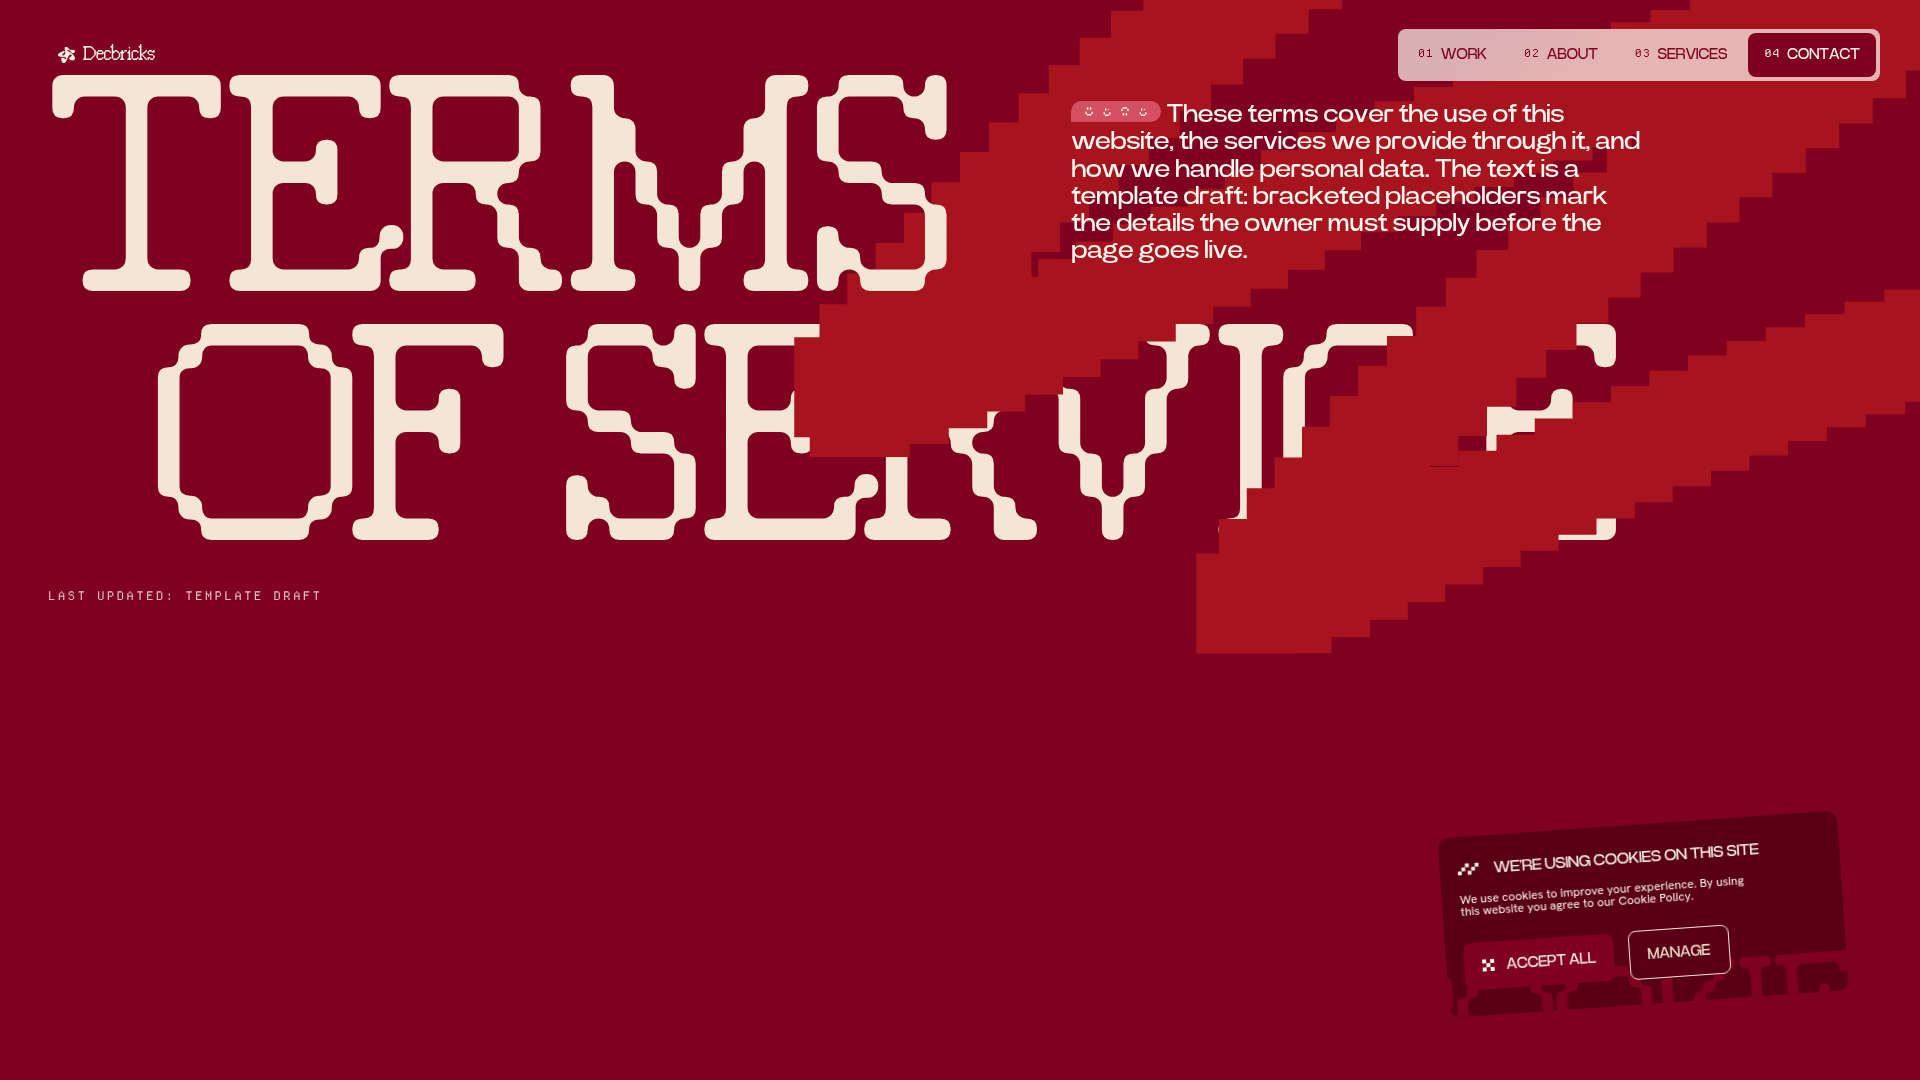 Decbricks
01 WORK 02 ABOUT 03 SERVICES 04 CONTACT
TERMS
OF SERVICE
These terms cover the use of this
website, the services we provide through it, and
how we handle personal data. The text is a
template draft: bracketed placeholders mark
the details the owner must supply before the
page goes live.
LAST UPDATED: TEMPLATE DRAFT
WE'RE USING COOKIES ON THIS SITE
We use cookies to improve your experience. By using
this website you agree to our Cookie Policy.
ACCEPT ALL
MANAGE